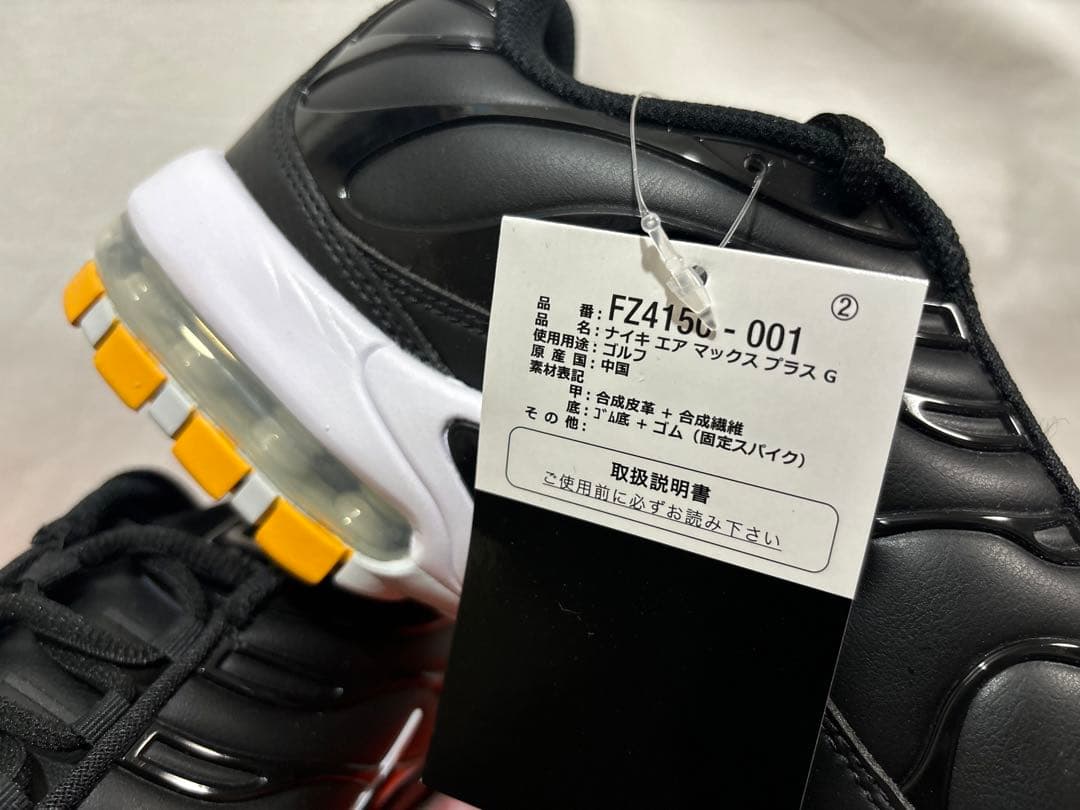 ②
品番：FZ4150 - 001
品名：ナイキ エア マックス プラス G
使用用途：ゴルフ
原産国：中国
素材表記
甲：合成皮革 + 合成繊維
底：ｺﾞﾑ底 + ゴム（固定スパイク）
その他：
取扱説明書
ご使用前に必ずお読み下さい